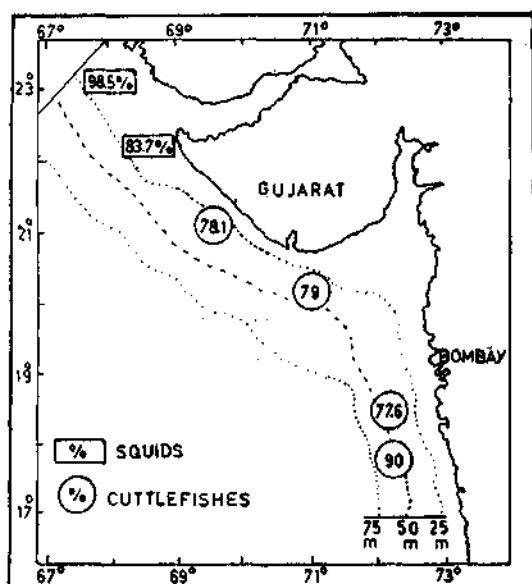 67° 69° 71° 73°
23°
98.5%
83.7%
GUJARAT
21°
78.1
79
19°
BOMBAY
77.6
90
% SQUIDS
% CUTTLEFISHES
17°
75 50 25
m m m
67° 69° 71° 73°